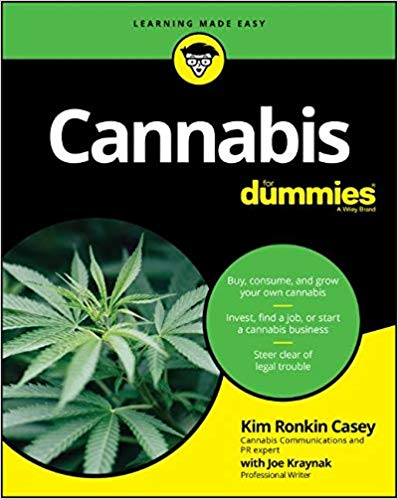 LEARNING MADE EASY
Cannabis
for
dummies®
A Wiley Brand
Buy, consume, and grow
your own cannabis
Invest, find a job, or start
a cannabis business
Steer clear of
legal trouble
Kim Ronkin Casey
Cannabis Communications and
PR expert
with Joe Kraynak
Professional Writer